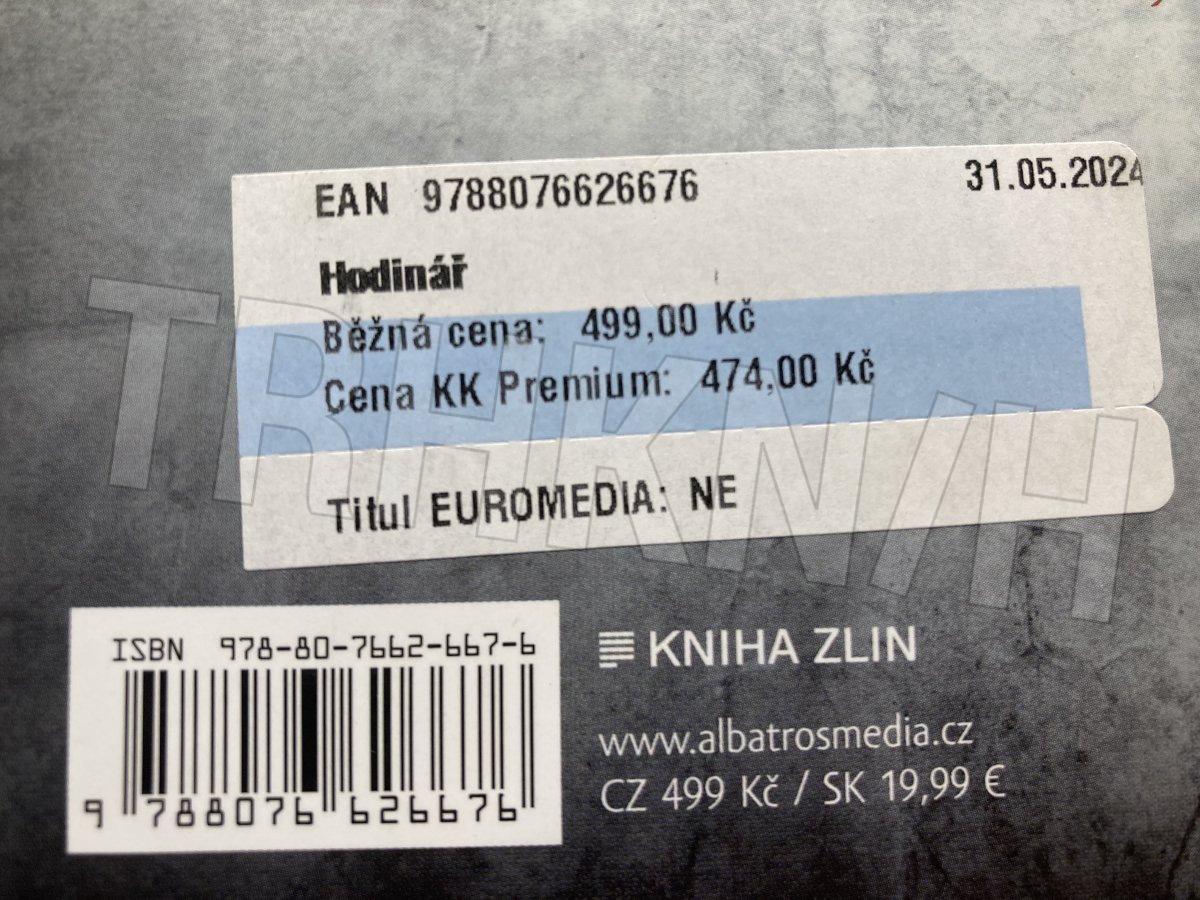 EAN 9788076626676 31.05.2024
Hodinář
Běžná cena: 499,00 Kč
Cena KK Premium: 474,00 Kč
Titul EUROMEDIA: NE
TRHKNIH
ISBN 978-80-7662-667-6
9 788076 626676
KNIHA ZLIN
www.albatrosmedia.cz
CZ 499 Kč / SK 19,99 €